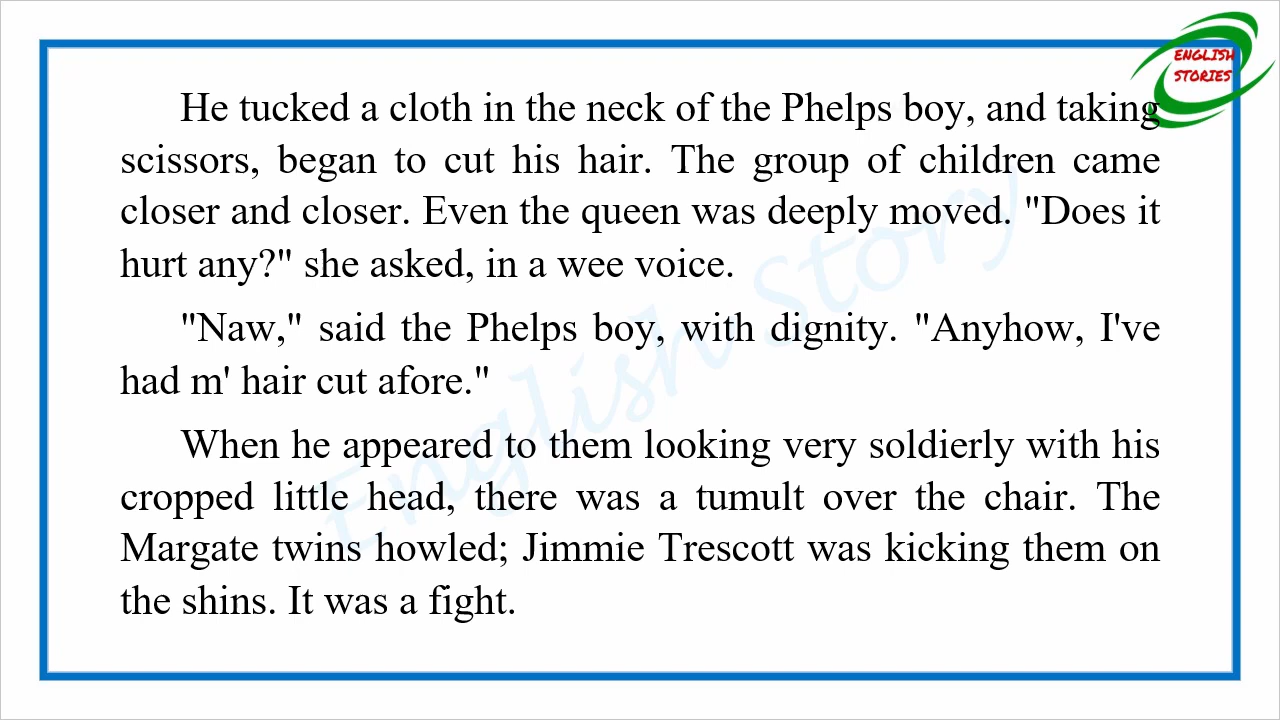 ENGLISH
STORIES
He tucked a cloth in the neck of the Phelps boy, and taking
scissors, began to cut his hair. The group of children came
closer and closer. Even the queen was deeply moved. "Does it
hurt any?" she asked, in a wee voice.
"Naw," said the Phelps boy, with dignity. "Anyhow, I've
had m' hair cut afore."
When he appeared to them looking very soldierly with his
cropped little head, there was a tumult over the chair. The
Margate twins howled; Jimmie Trescott was kicking them on
the shins. It was a fight.
English Story